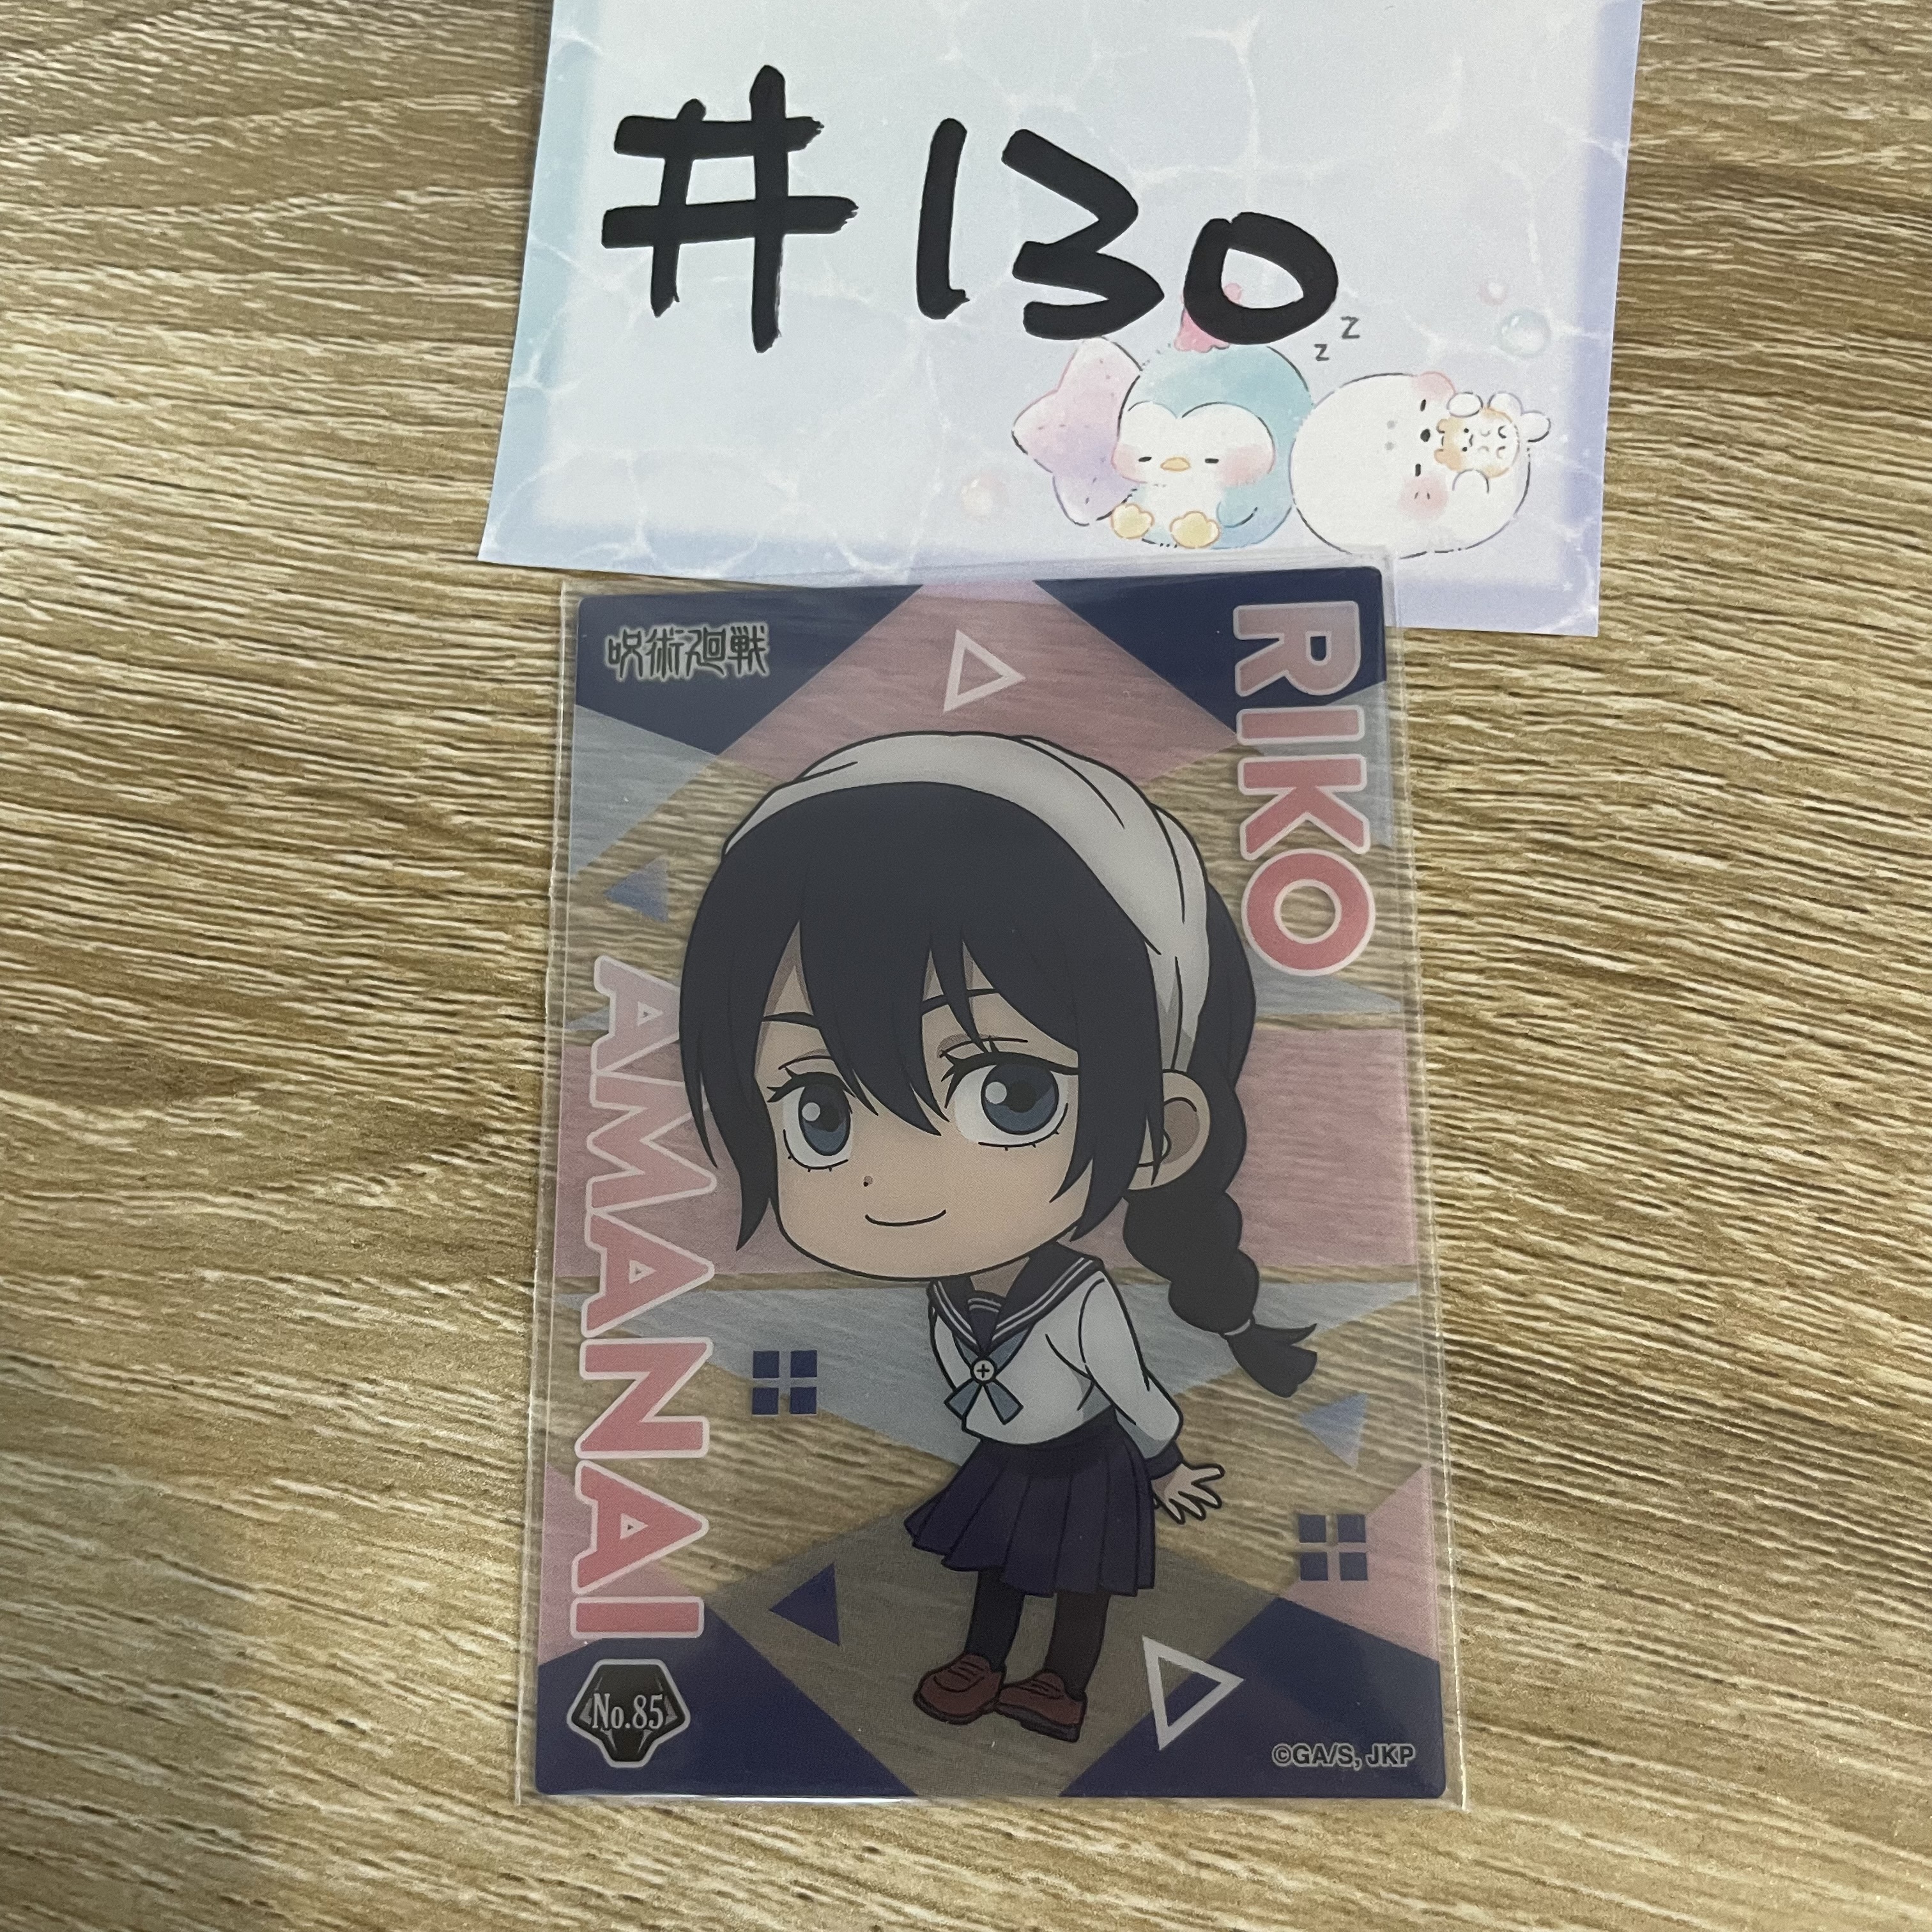 #130
z
z
呪術廻戦
RIKO
AMANAI
No.85
©GA/S, JKP